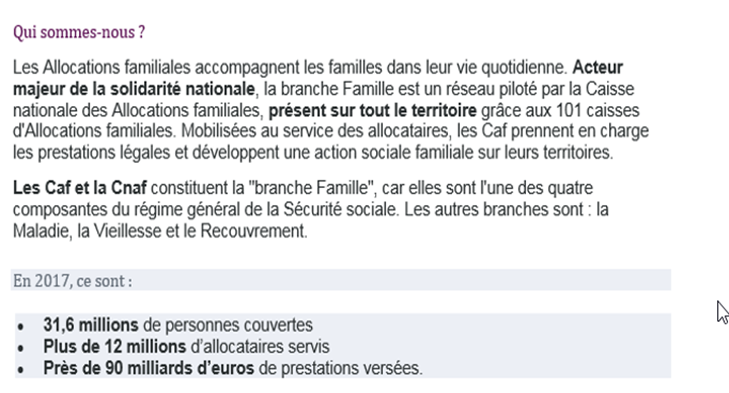 Qui sommes-nous ?
Les Allocations familiales accompagnent les familles dans leur vie quotidienne. Acteur
majeur de la solidarité nationale, la branche Famille est un réseau piloté par la Caisse
nationale des Allocations familiales, présent sur tout le territoire grâce aux 101 caisses
d'Allocations familiales. Mobilisées au service des allocataires, les Caf prennent en charge
les prestations légales et développent une action sociale familiale sur leurs territoires.
Les Caf et la Cnaf constituent la "branche Famille", car elles sont l'une des quatre
composantes du régime général de la Sécurité sociale. Les autres branches sont : la
Maladie, la Vieillesse et le Recouvrement.
En 2017, ce sont :
• 31,6 millions de personnes couvertes
• Plus de 12 millions d’allocataires servis
• Près de 90 milliards d’euros de prestations versées.